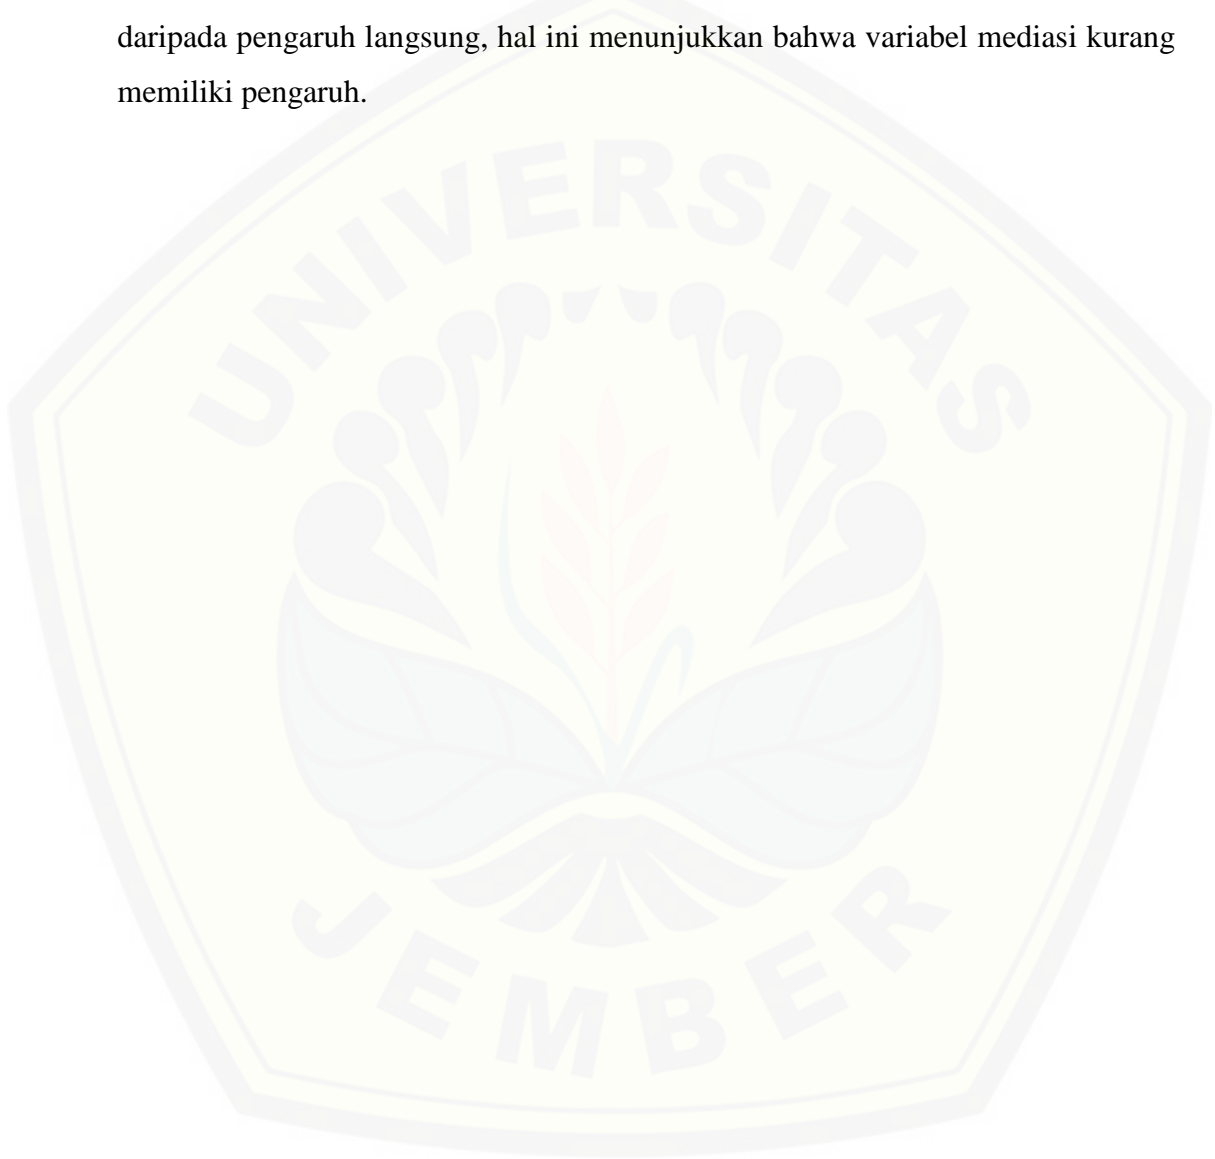 daripada pengaruh langsung, hal ini menunjukkan bahwa variabel mediasi kurang
memiliki pengaruh.
UNIVERSITAS
JEMBER